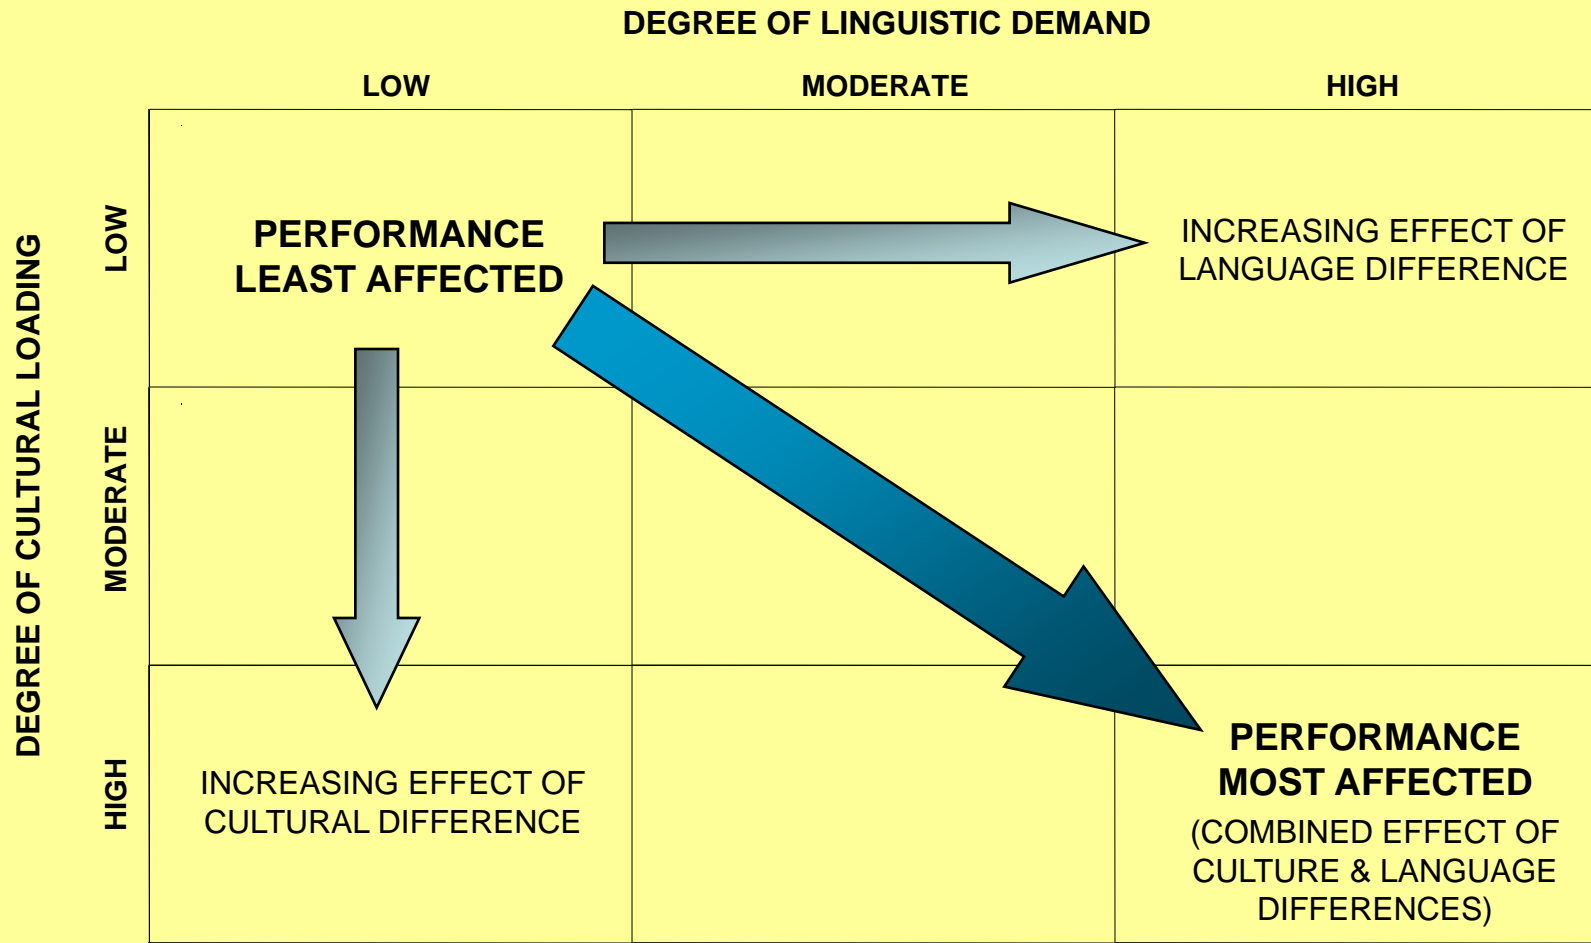 DEGREE OF LINGUISTIC DEMAND
LOW
MODERATE
HIGH
DEGREE OF CULTURAL LOADING
LOW
PERFORMANCE
LEAST AFFECTED
INCREASING EFFECT OF
LANGUAGE DIFFERENCE
MODERATE
HIGH
INCREASING EFFECT OF
CULTURAL DIFFERENCE
PERFORMANCE
MOST AFFECTED
(COMBINED EFFECT OF
CULTURE & LANGUAGE
DIFFERENCES)